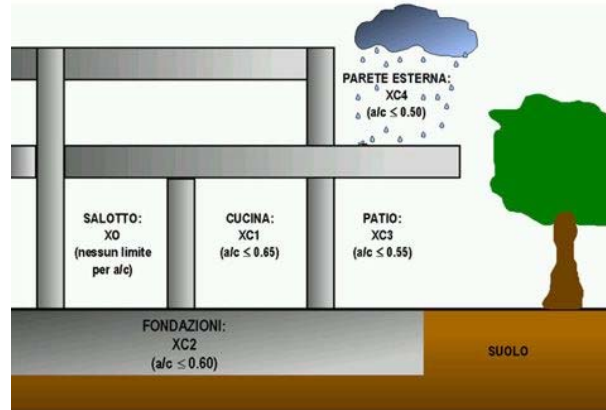 PARETE ESTERNA:
XC4
(a/c ≤ 0.50)
SALOTTO:
XO
(nessun limite
per a/c)
CUCINA:
XC1
(a/c ≤ 0.65)
PATIO:
XC3
(a/c ≤ 0.55)
FONDAZIONI:
XC2
(a/c ≤ 0.60)
SUOLO